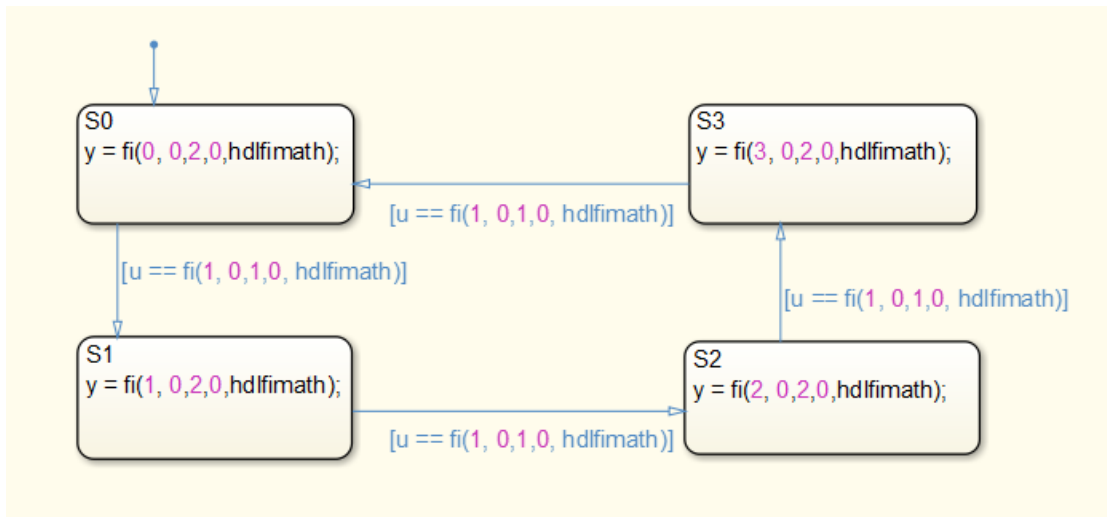 S0
y = fi(0, 0,2,0,hdlfimath);
S3
y = fi(3, 0,2,0,hdlfimath);
[u == fi(1, 0,1,0, hdlfimath)]
[u == fi(1, 0,1,0, hdlfimath)]
[u == fi(1, 0,1,0, hdlfimath)]
S1
y = fi(1, 0,2,0,hdlfimath);
S2
y = fi(2, 0,2,0,hdlfimath);
[u == fi(1, 0,1,0, hdlfimath)]